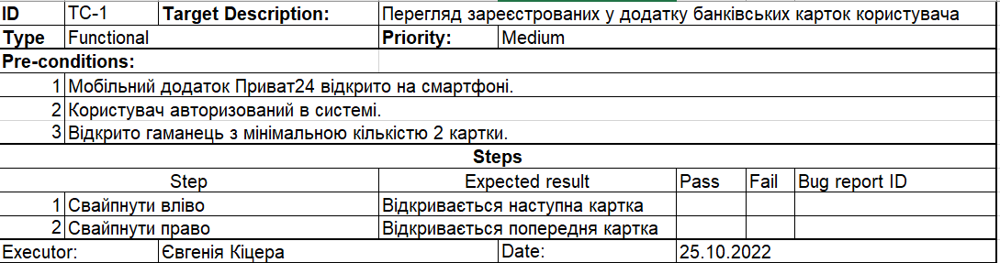 ID TC-1 Target Description: Перегляд зареєстрованих у додатку банківських карток користувача
Type Functional Priority: Medium
Pre-conditions:
1 Мобільний додаток Приват24 відкрито на смартфоні.
2 Користувач авторизований в системі.
3 Відкрито гаманець з мінімальною кількістю 2 картки.
Steps
Step Expected result Pass Fail Bug report ID
1 Свайпнути вліво Відкривається наступна картка
2 Свайпнути право Відкривається попередня картка
Executor: Євгенія Кіцера Date: 25.10.2022